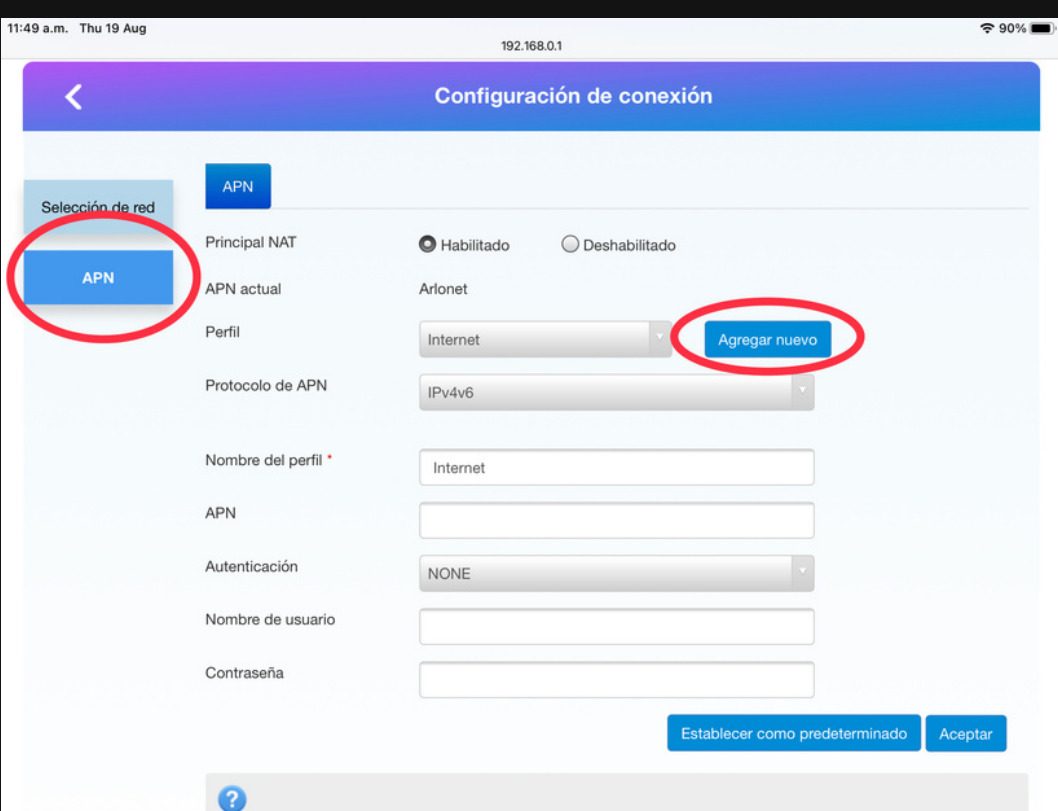 11:49 a.m. Thu 19 Aug
90%
192.168.0.1
Configuración de conexión
Selección de red
APN
APN
Principal NAT
Habilitado
Deshabilitado
APN actual
Arlonet
Perfil
Internet
Agregar nuevo
Protocolo de APN
IPv4v6
Nombre del perfil *
Internet
APN
Autenticación
NONE
Nombre de usuario
Contraseña
Establecer como predeterminado
Aceptar
?